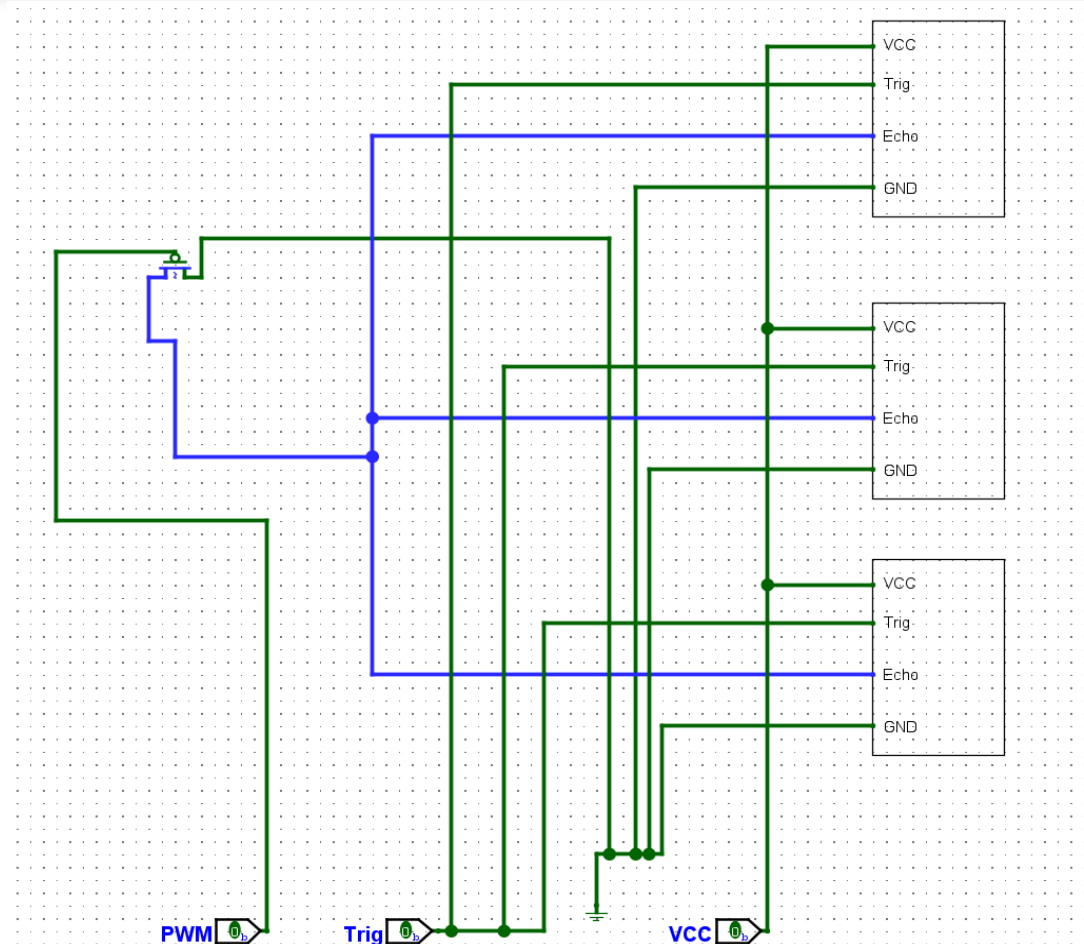 VCC
Trig
Echo
GND
VCC
Trig
Echo
GND
VCC
Trig
Echo
GND
PWM 0b
Trig 0b
VCC 0b